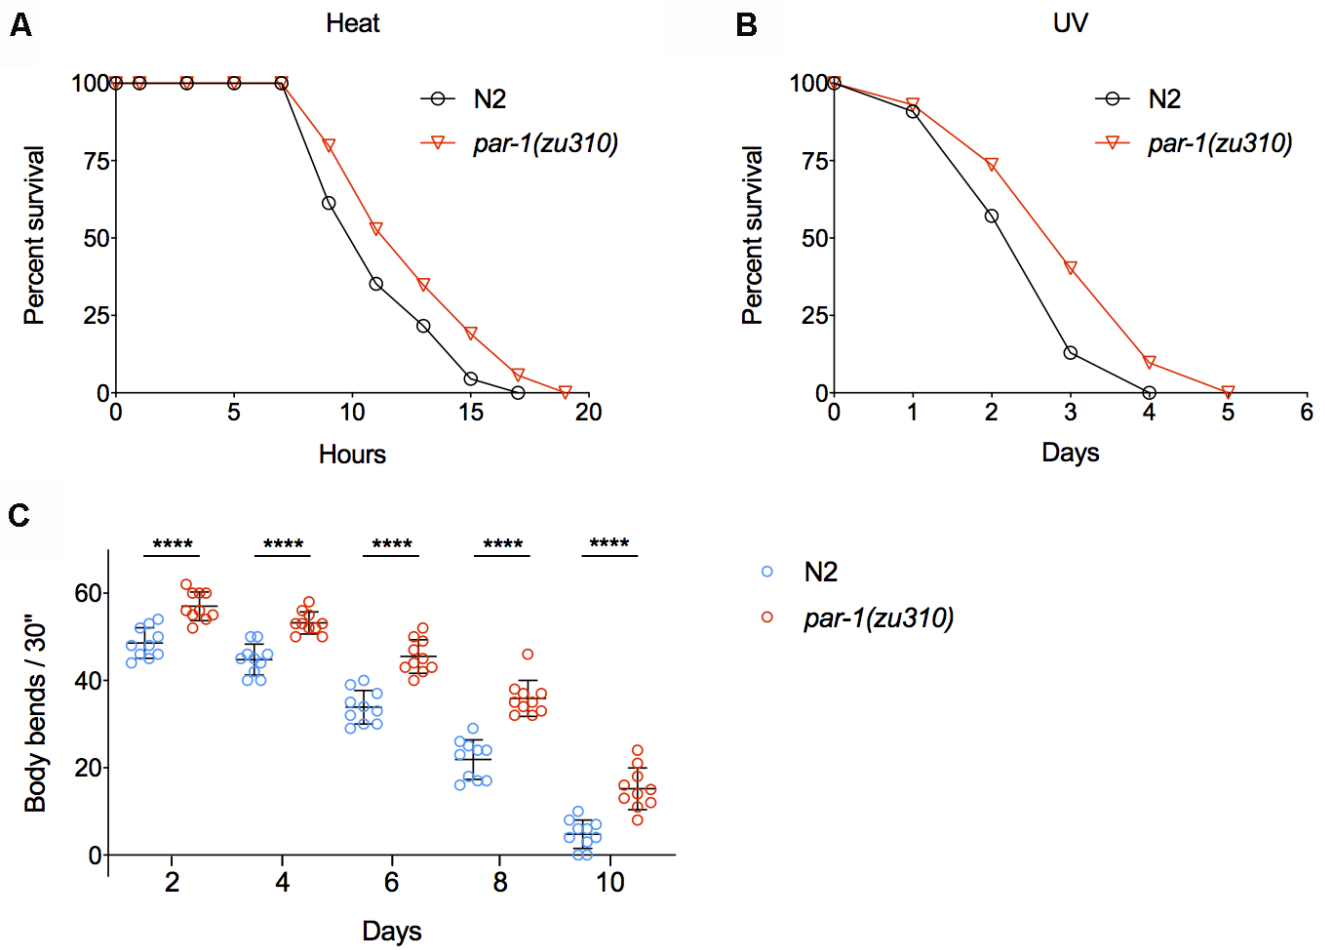 A
Heat
N2
par-1(zu310)
Percent survival
100
75
50
25
0
0 5 10 15 20
Hours
B
UV
N2
par-1(zu310)
Percent survival
100
75
50
25
0
0 1 2 3 4 5 6
Days
C
**** **** **** **** ****
N2
par-1(zu310)
Body bends / 30"
60
40
20
0
2 4 6 8 10
Days